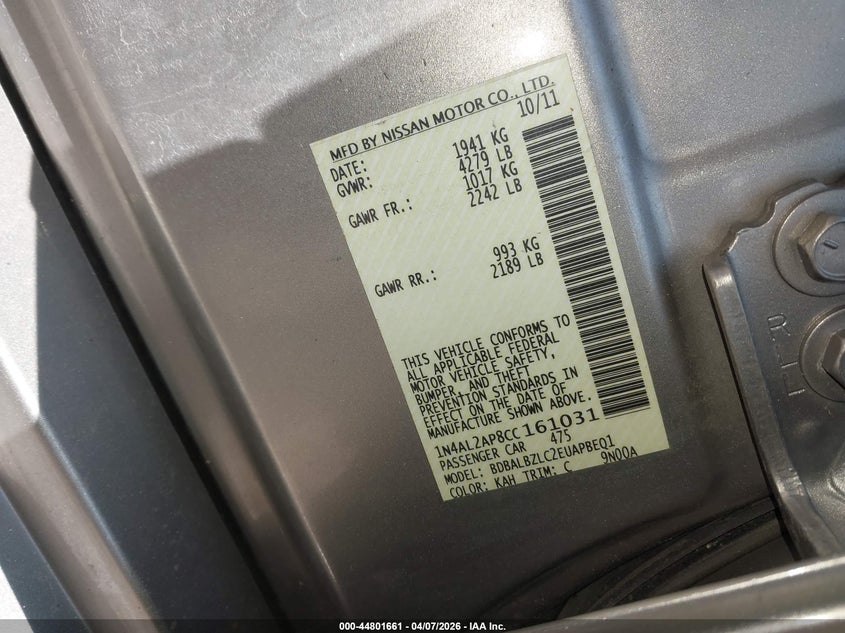 MFD BY NISSAN MOTOR CO., LTD.
DATE: 10/11
GVWR: 1941 KG
4279 LB
GAWR FR.: 1017 KG
2242 LB
GAWR RR.: 993 KG
2189 LB
THIS VEHICLE CONFORMS TO
ALL APPLICABLE FEDERAL
MOTOR VEHICLE SAFETY,
BUMPER, AND THEFT
PREVENTION STANDARDS IN
EFFECT ON THE DATE OF
MANUFACTURE SHOWN ABOVE.
1N4AL2AP8CC161031
PASSENGER CAR 475
MODEL: BDBALBZLC2EUAPBEQ1
COLOR: KAH TRIM: C 9N00A
000-44801661 - 04/07/2026 - IAA Inc.